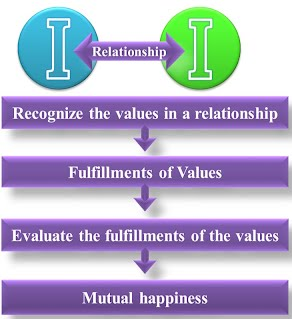 I Relationship I
Recognize the values in a relationship
Fulfillments of Values
Evaluate the fulfillments of the values
Mutual happiness